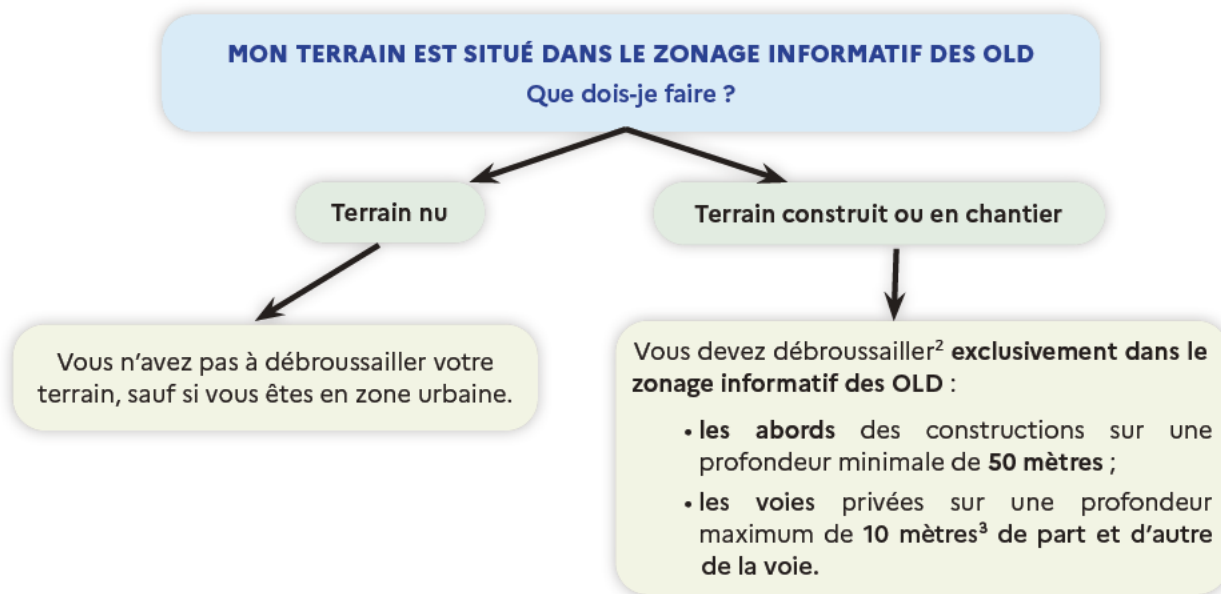 MON TERRAIN EST SITUÉ DANS LE ZONAGE INFORMATIF DES OLD
Que dois-je faire ?
Terrain nu
Terrain construit ou en chantier
Vous n'avez pas à débroussailler votre
terrain, sauf si vous êtes en zone urbaine.
Vous devez débroussailler² exclusivement dans le
zonage informatif des OLD :
• les abords des constructions sur une
profondeur minimale de 50 mètres ;
• les voies privées sur une profondeur
maximum de 10 mètres³ de part et d'autre
de la voie.